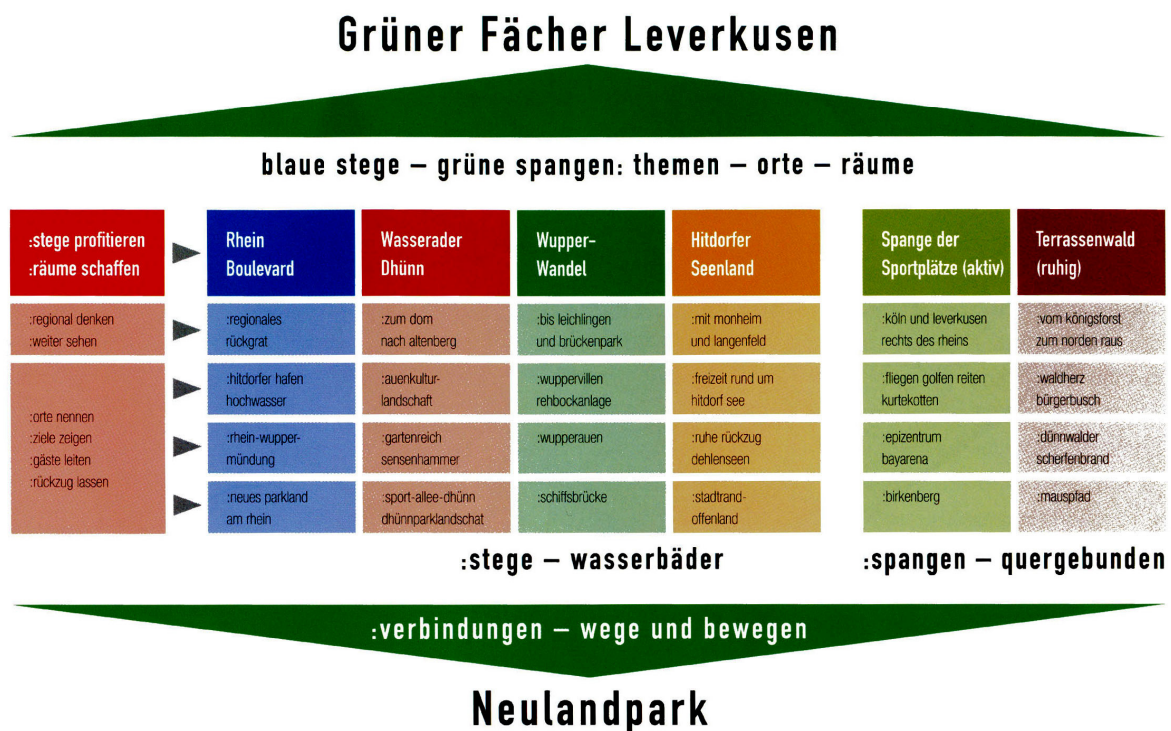 Grüner Fächer Leverkusen
blaue stege – grüne spangen: themen – orte – räume
:stege profitieren
:räume schaffen
Rhein
Boulevard
Wasserader
Dhünn
Wupper-
Wandel
Hitdorfer
Seenland
Spange der
Sportplätze (aktiv)
Terrassenwald
(ruhig)
:regional denken
:weiter sehen
:regionales
rückgrat
:zum dom
nach altenberg
:bis leichlingen
und brückenpark
:mit monheim
und langenfeld
:köln und leverkusen
rechts des rheins
:vom königsforst
zum norden raus
:orte nennen
:ziele zeigen
:gäste leiten
:rückzug lassen
:hitdorfer hafen
hochwasser
:auenkultur-
landschaft
:wuppervillen
rehbockanlage
:freizeit rund um
hitdorf see
:fliegen golfen reiten
kurtekotten
:waldherz
bürgerbusch
:rhein-wupper-
mündung
:gartenreich
sensenhammer
:wupperauen
:ruhe rückzug
dehlenseen
:epizentrum
bayarena
:dünnwalder
scherfenbrand
:neues parkland
am rhein
:sport-allee-dhünn
dhünnparklandschat
:schiffsbrücke
:stadtrand-
offenland
:birkenberg
:mauspfad
:stege – wasserbäder
:spangen – quergebunden
:verbindungen – wege und bewegen
Neulandpark